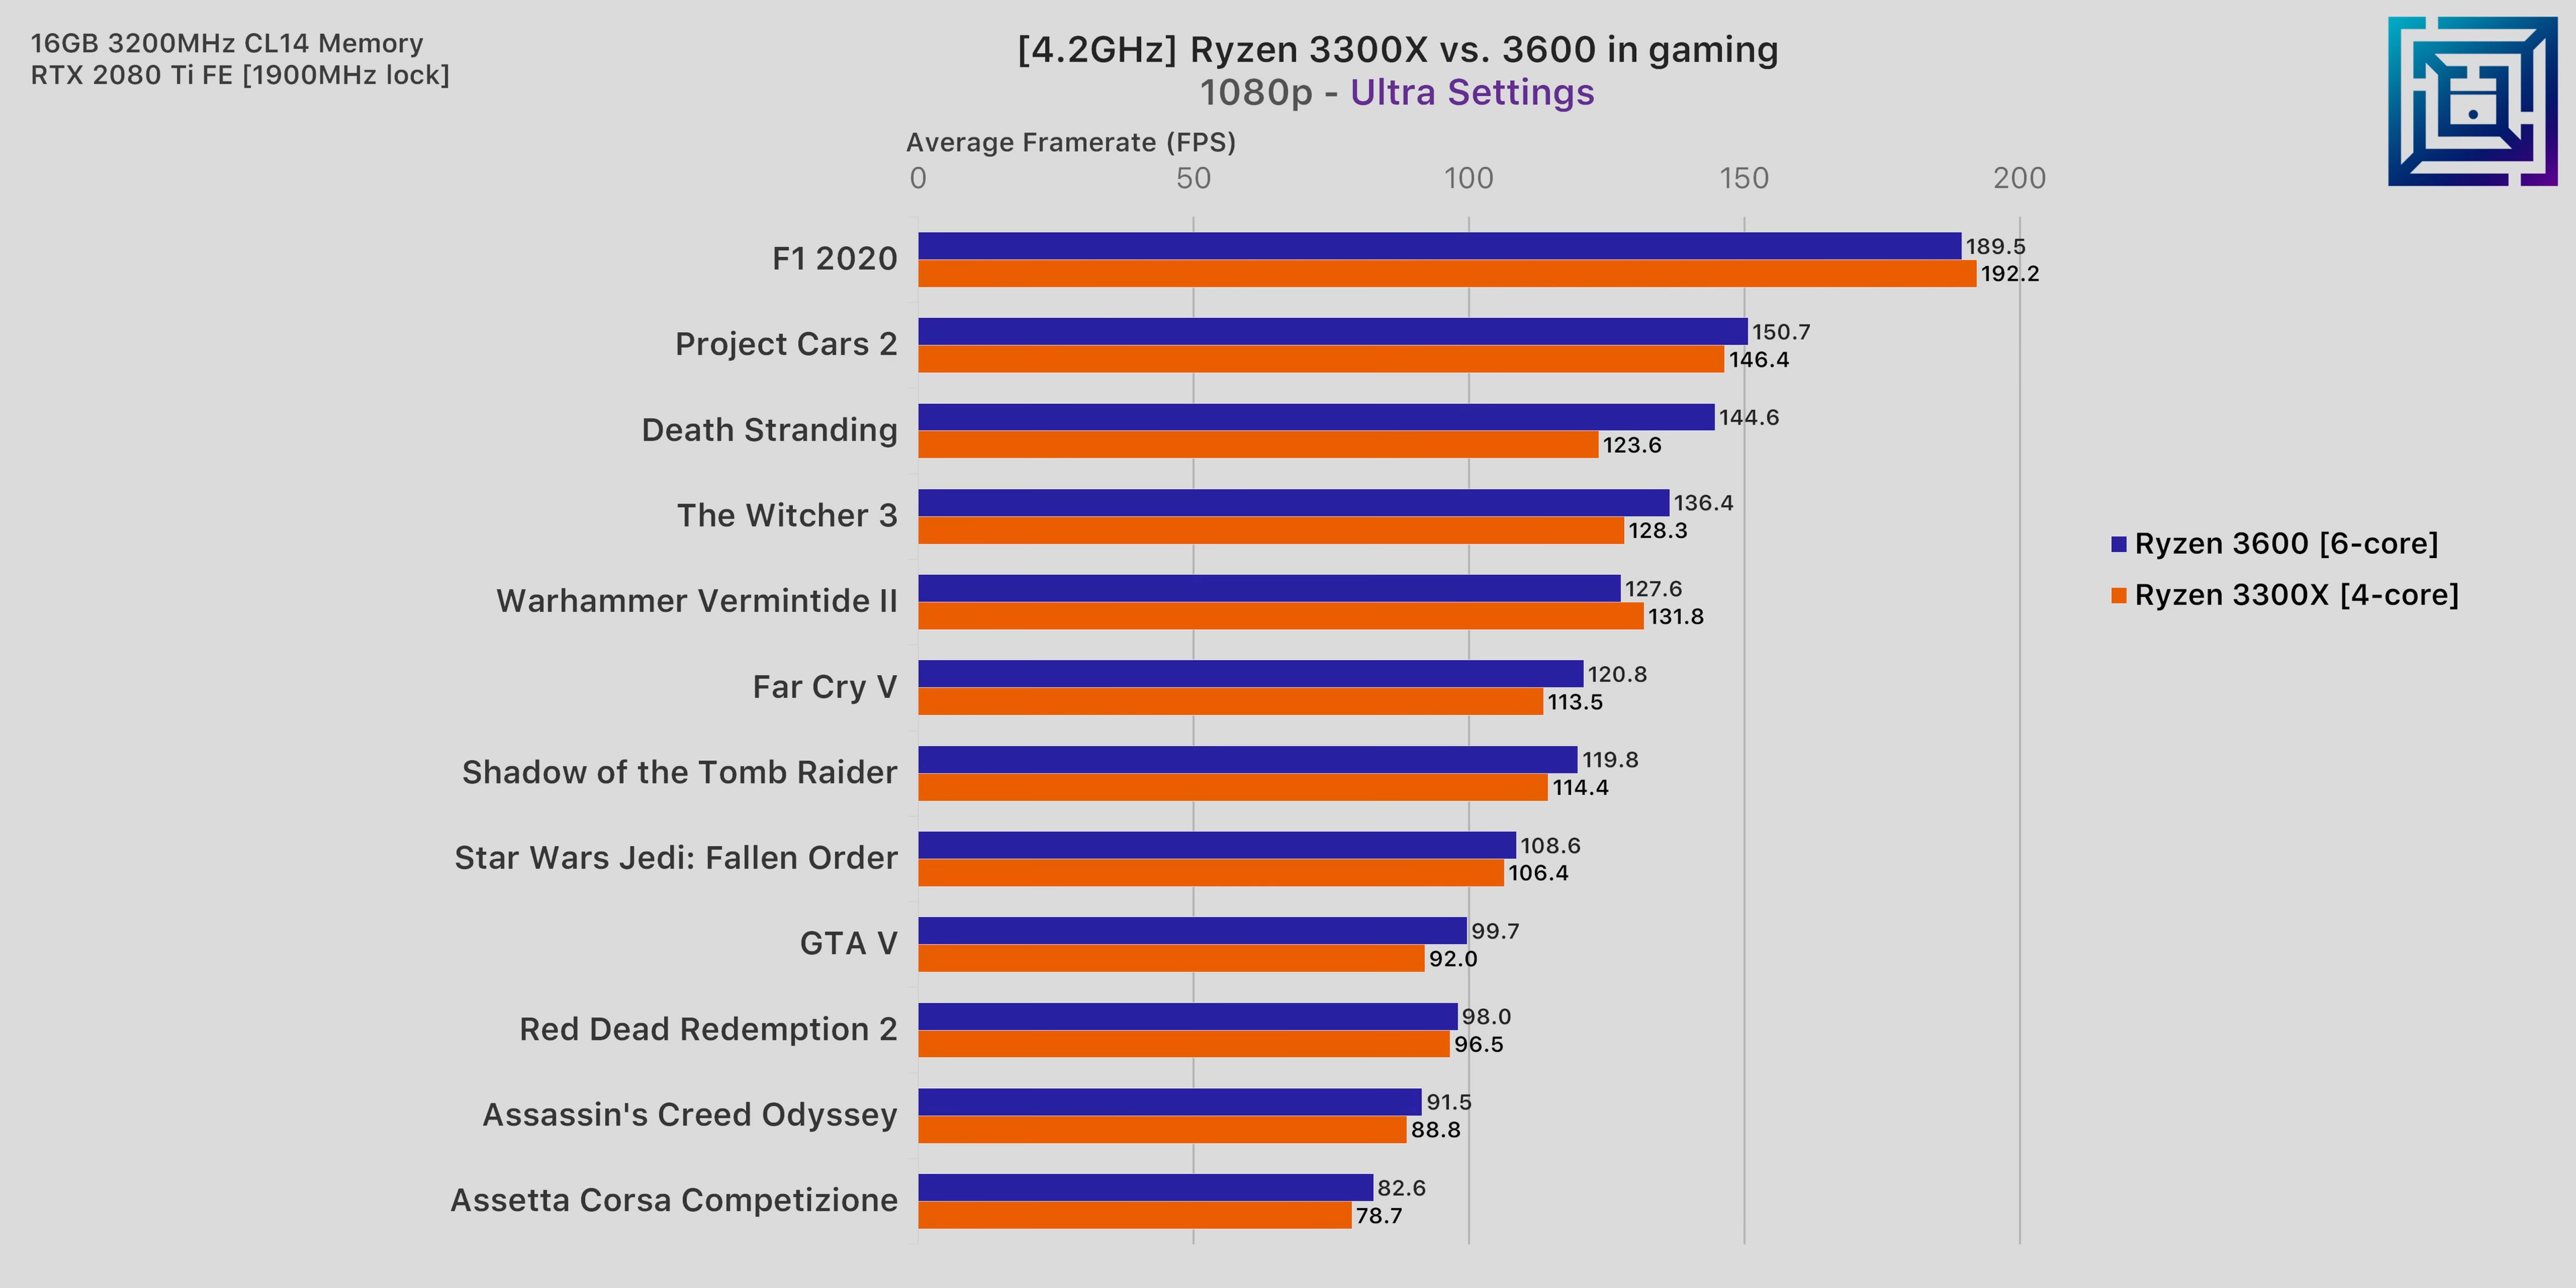 16GB 3200MHz CL14 Memory
RTX 2080 Ti FE [1900MHz lock]
[4.2GHz] Ryzen 3300X vs. 3600 in gaming
1080p - Ultra Settings
Average Framerate (FPS)
0 50 100 150 200
F1 2020
189.5
192.2
Project Cars 2
150.7
146.4
Death Stranding
144.6
123.6
The Witcher 3
136.4
128.3
Warhammer Vermintide II
127.6
131.8
Far Cry V
120.8
113.5
Shadow of the Tomb Raider
119.8
114.4
Star Wars Jedi: Fallen Order
108.6
106.4
GTA V
99.7
92.0
Red Dead Redemption 2
98.0
96.5
Assassin's Creed Odyssey
91.5
88.8
Assetta Corsa Competizione
82.6
78.7
Ryzen 3600 [6-core]
Ryzen 3300X [4-core]